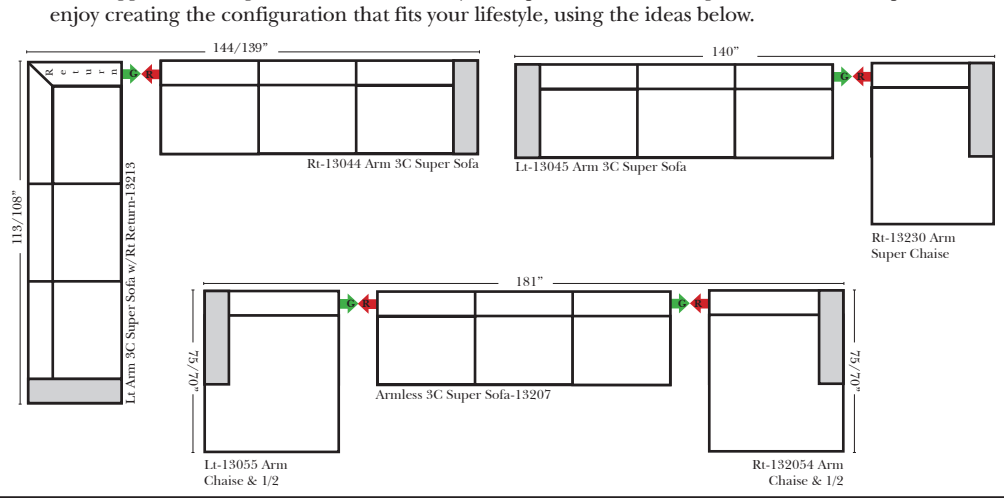 enjoy creating the configuration that fits your lifestyle, using the ideas below.
144/139”
140”
Return
G R
G R
Rt-13044 Arm 3C Super Sofa
Lt-13045 Arm 3C Super Sofa
113/108”
Lt Arm 3C Super Sofa w/Rt Return-13213
Rt-13230 Arm
Super Chaise
181”
G R
G R
75/70”
75/70”
Armless 3C Super Sofa-13207
Lt-13055 Arm
Chaise & 1/2
Rt-132054 Arm
Chaise & 1/2